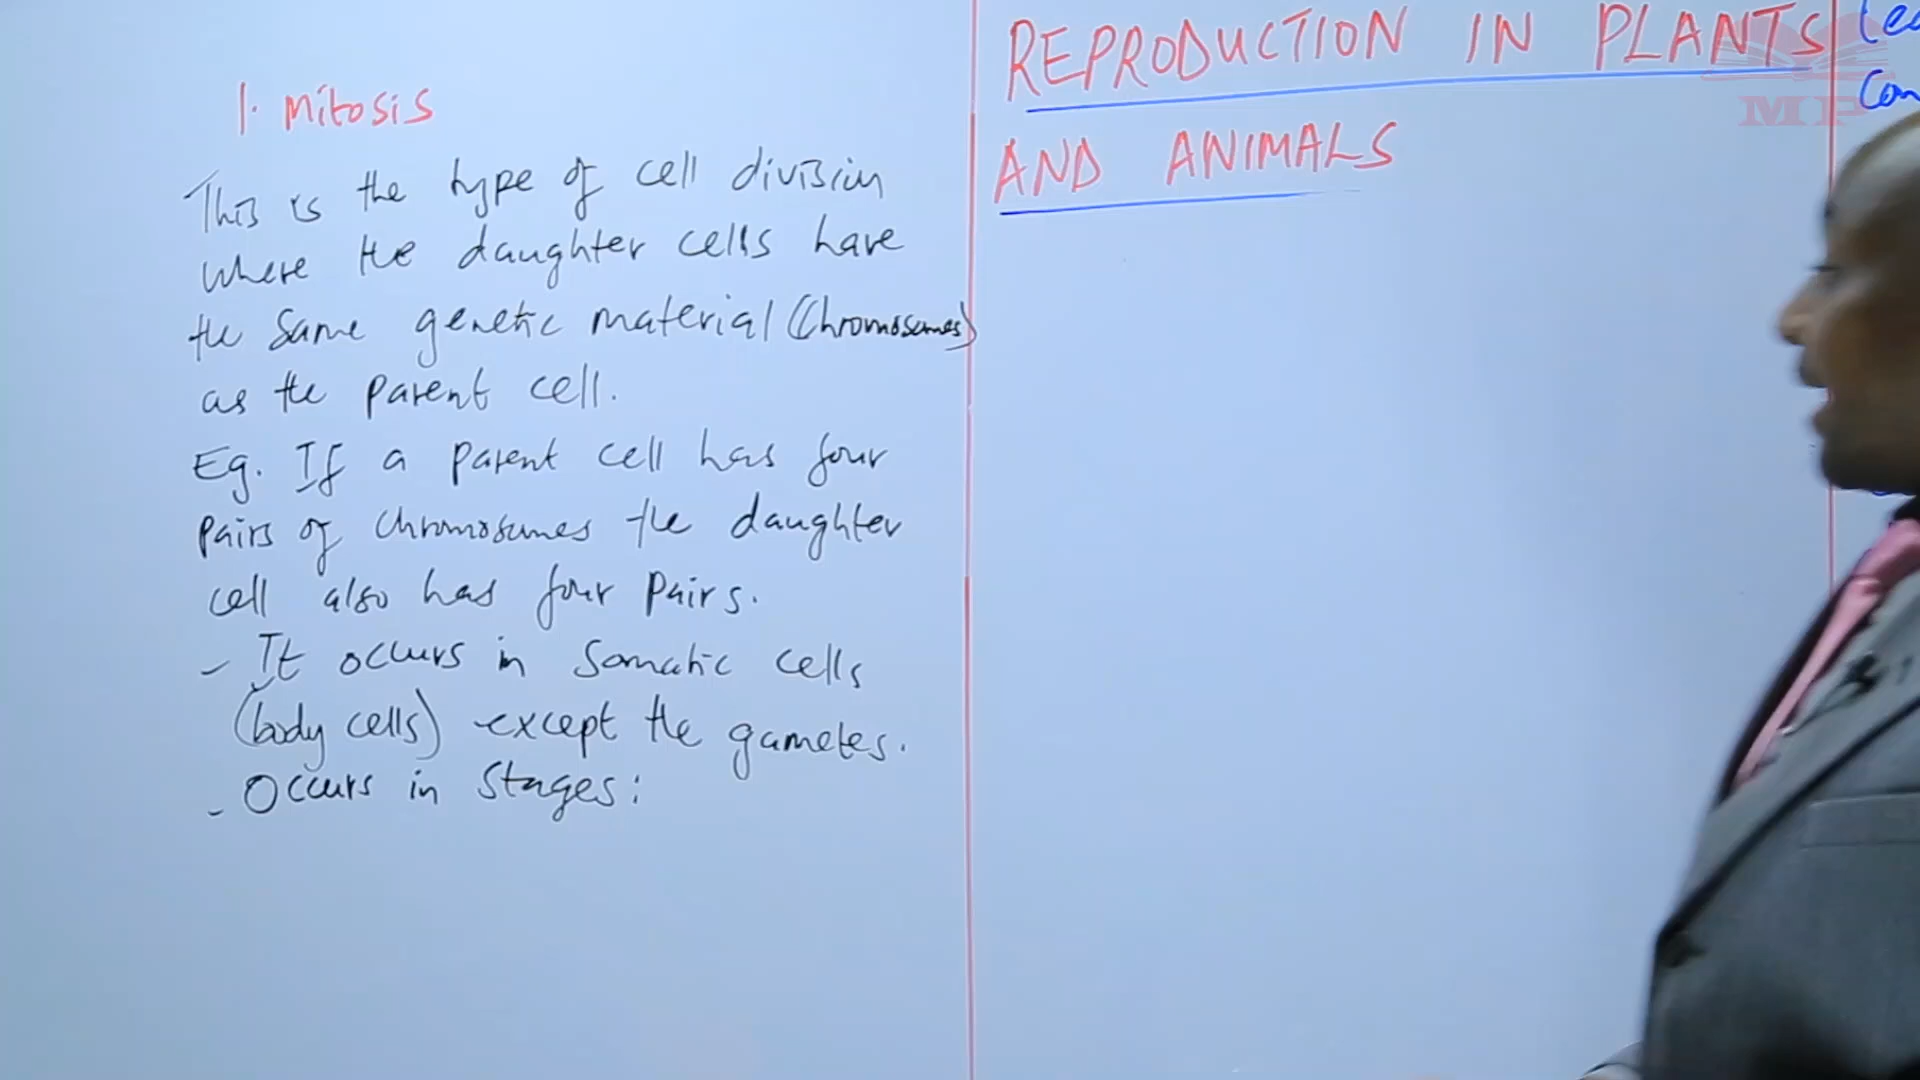 1. Mitosis
This is the type of cell division
where the daughter cells have
the same genetic material (Chromosomes)
as the parent cell.
Eg. If a parent cell has four
pairs of chromosomes the daughter
cell also has four pairs.
- It occurs in somatic cells
(body cells) except the gametes.
- Occurs in stages:
REPRODUCTION IN PLANTS
AND ANIMALS
MP